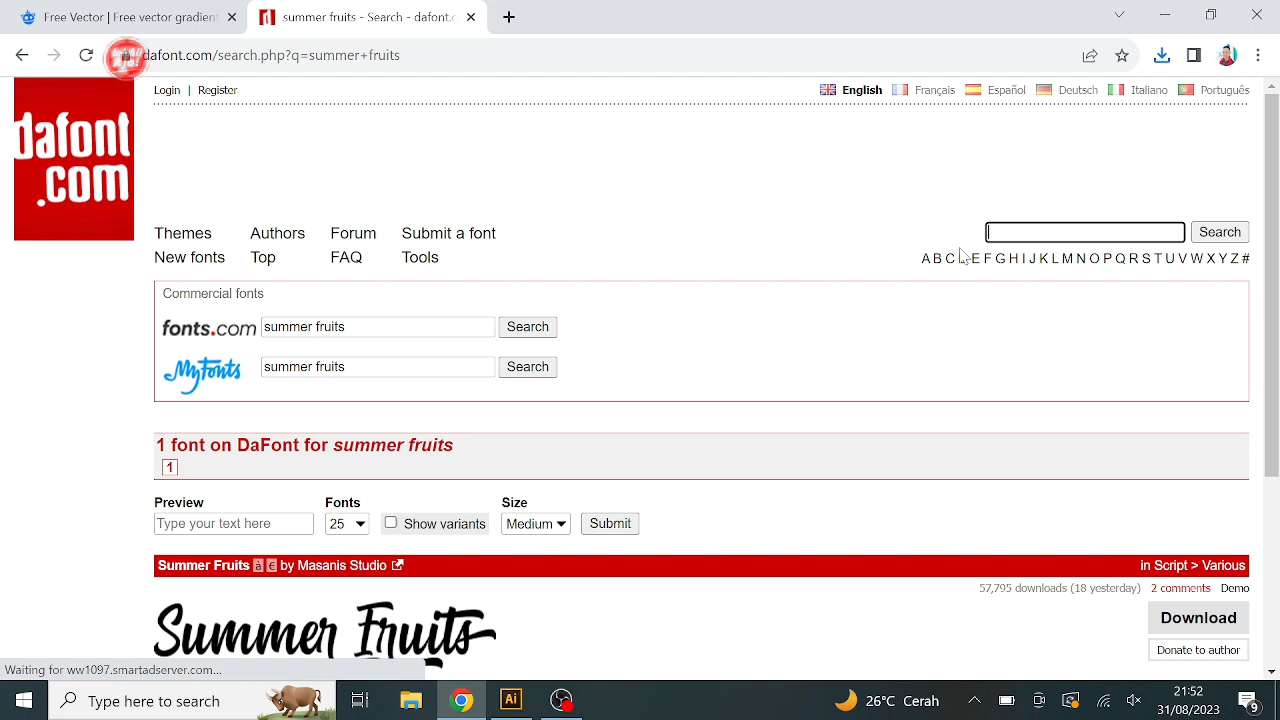 Free Vector | Free vector gradient
summer fruits - Search - dafont.c
dafont.com/search.php?q=summer+fruits
dafont
.com
Login | Register
English Français Español Deutsch Italiano Português
Themes Authors Forum Submit a font
Search
New fonts Top FAQ Tools
A B C E F G H I J K L M N O P Q R S T U V W X Y Z #
Commercial fonts
fonts.com summer fruits Search
MyFonts summer fruits Search
1 font on DaFont for summer fruits
1
Preview Fonts Size
Type your text here 25 Show variants Medium Submit
Summer Fruits à € by Masanis Studio in Script > Various
57,795 downloads (18 yesterday) 2 comments Demo
Summer Fruits
Download
Donate to author
Waiting for ww1097.smartadserver.com...
Type here to search
Ai
26°C Cerah
21:52
31/08/2023
9